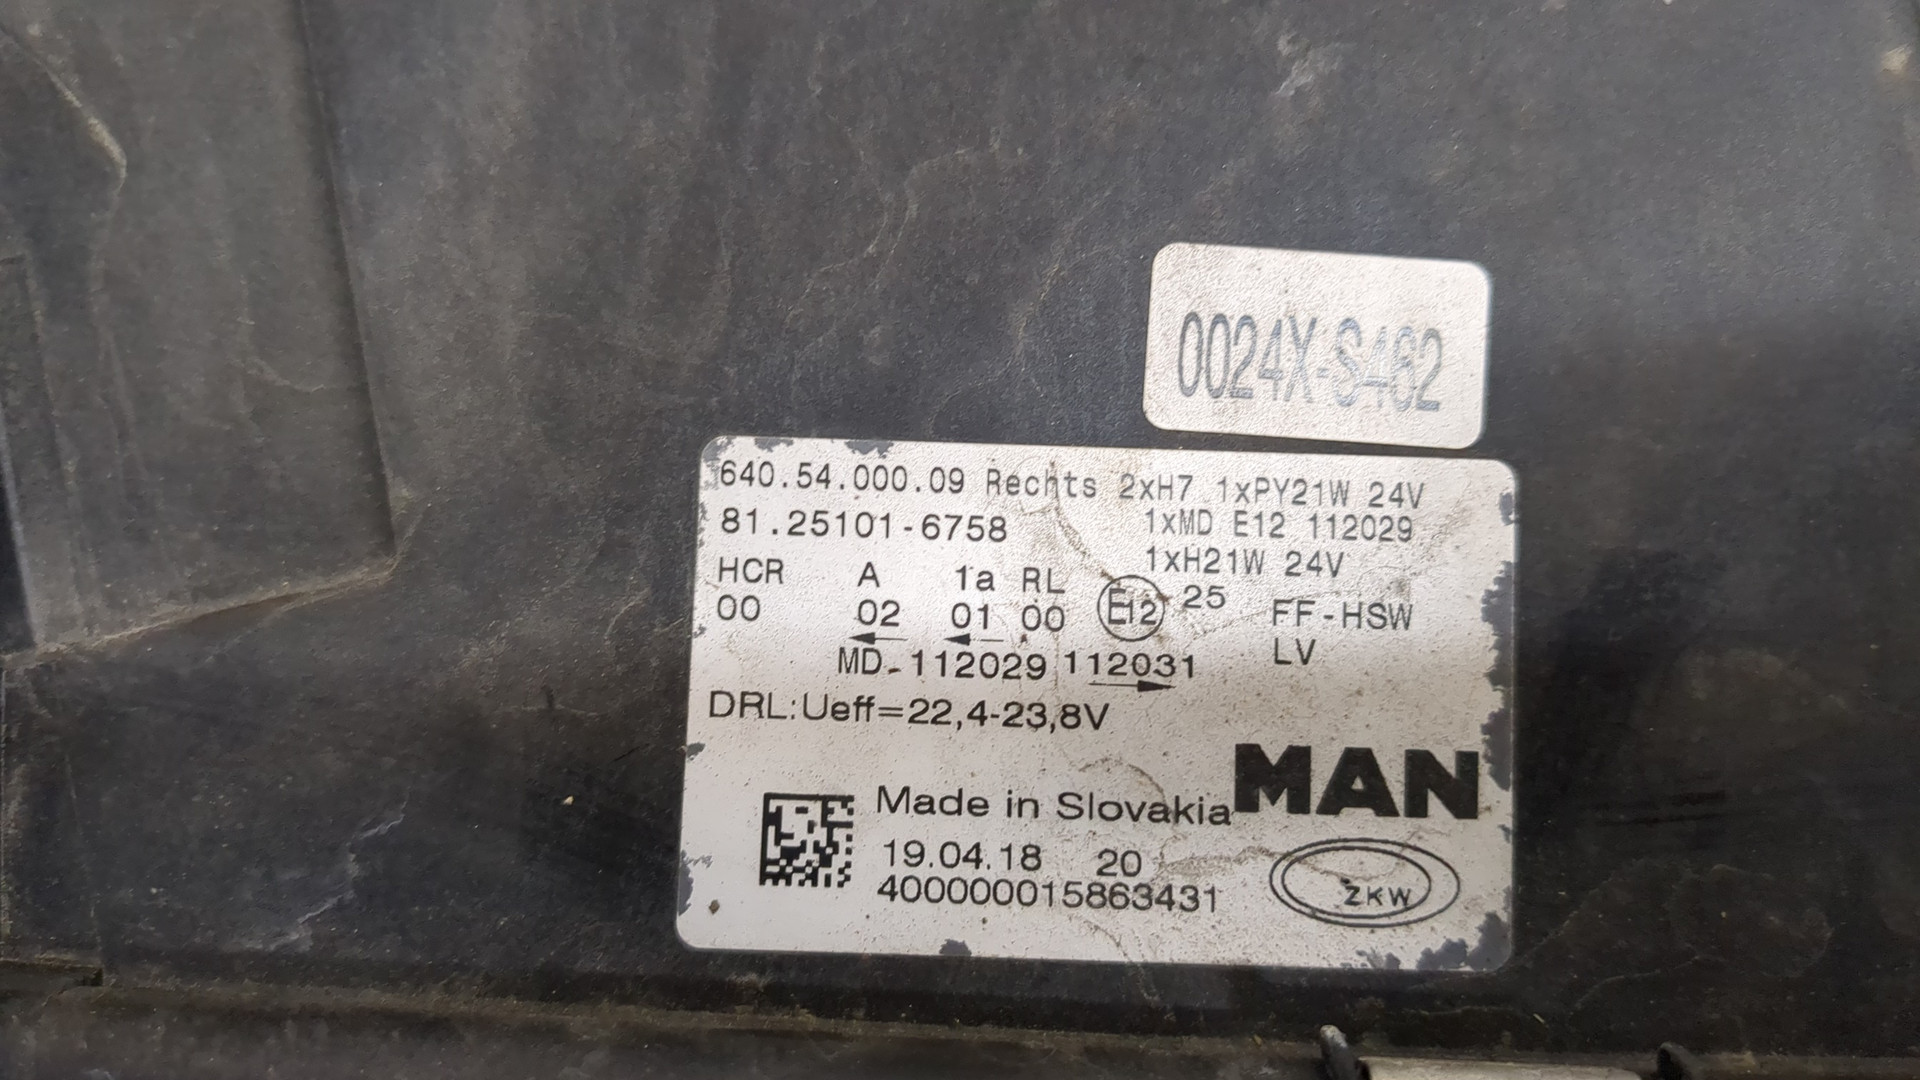 0024X-S462
640.54.000.09 Rechts 2xH7 1xPY21W 24V
81.25101-6758 1xMD E12 112029
1xH21W 24V
HCR A 1a RL E12 25 FF-HSW
00 02 01 00 LV
MD-112029 112031
DRL:Ueff=22,4-23,8V
MAN
Made in Slovakia
19.04.18 20
400000015863431
ZKW